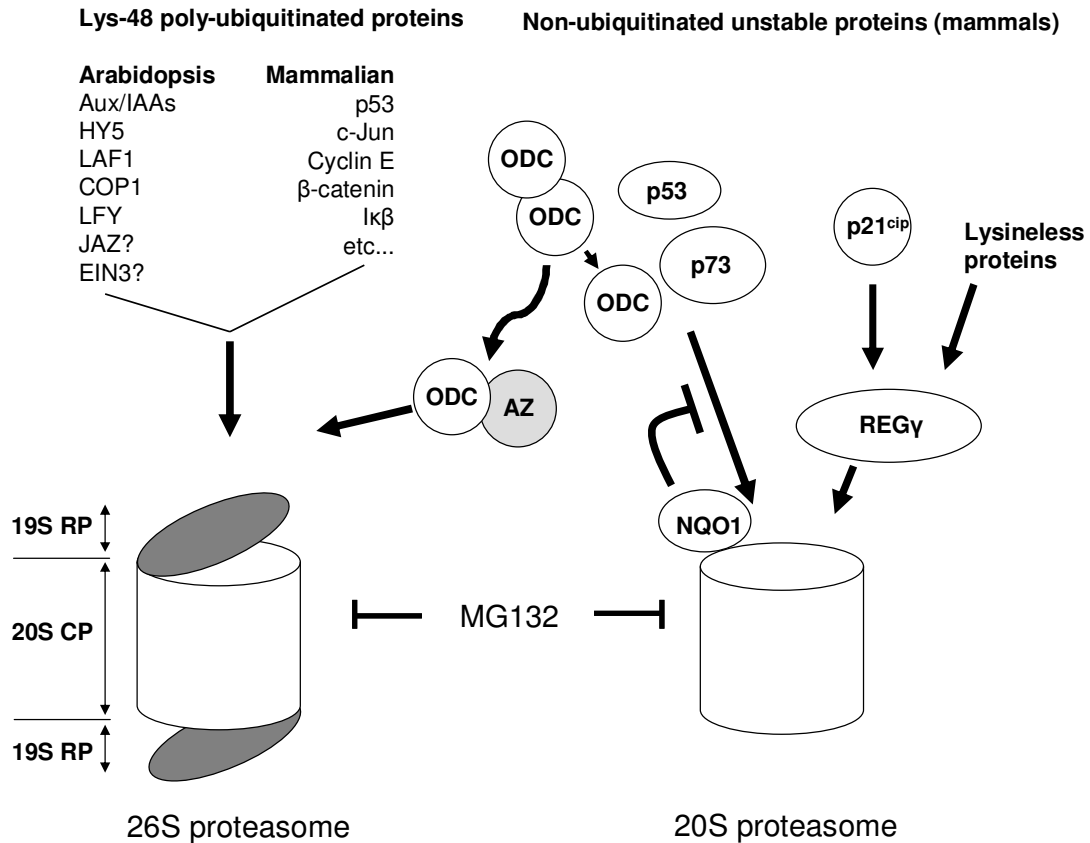 Lys-48 poly-ubiquitinated proteins
Non-ubiquitinated unstable proteins (mammals)
Arabidopsis Mammalian
Aux/IAAs p53
HY5 c-Jun
LAF1 Cyclin E
COP1 β-catenin
LFY Iκβ
JAZ? etc...
EIN3?
ODC
ODC
ODC
p53
p73
p21cip
Lysineless
proteins
ODC
AZ
REGγ
NQO1
19S RP
20S CP
19S RP
MG132
26S proteasome
20S proteasome